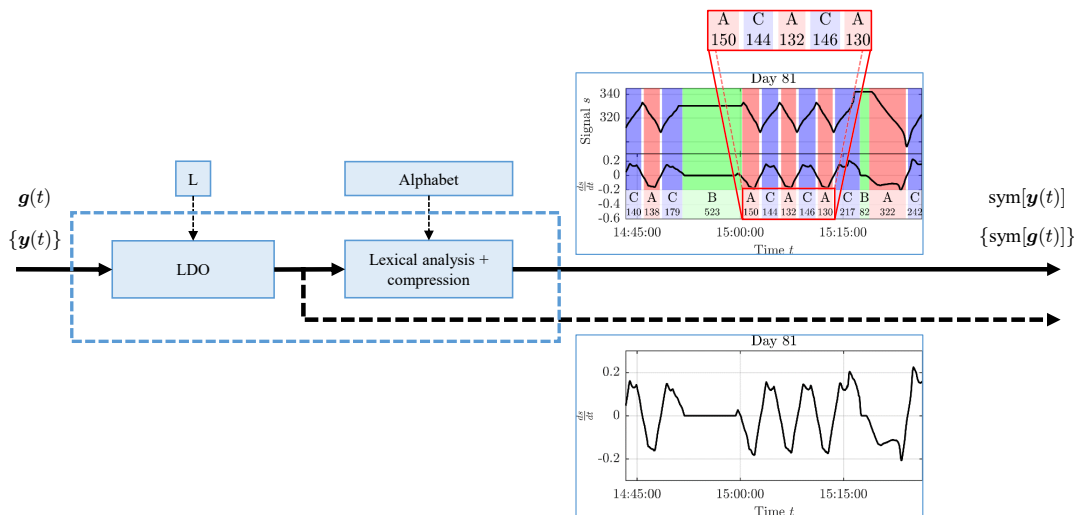 A C A C A
150 144 132 146 130
Day 81
340
320
Signal s
0.2
0
-0.2
-0.4
-0.6
ds/dt
C A C B A C A C A C B A C
140 138 179 523 150 144 132 146 130 217 82 322 242
14:45:00 15:00:00 15:15:00
Time t
L
Alphabet
g(t)
{y(t)}
LDO
Lexical analysis +
compression
sym[y(t)]
{sym[g(t)]}
Day 81
0.2
0
-0.2
ds/dt
14:45:00 15:00:00 15:15:00
Time t